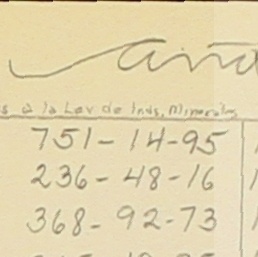 s a la Ley de Inds. Minerales
751-14-95
236-48-16
368-92-73